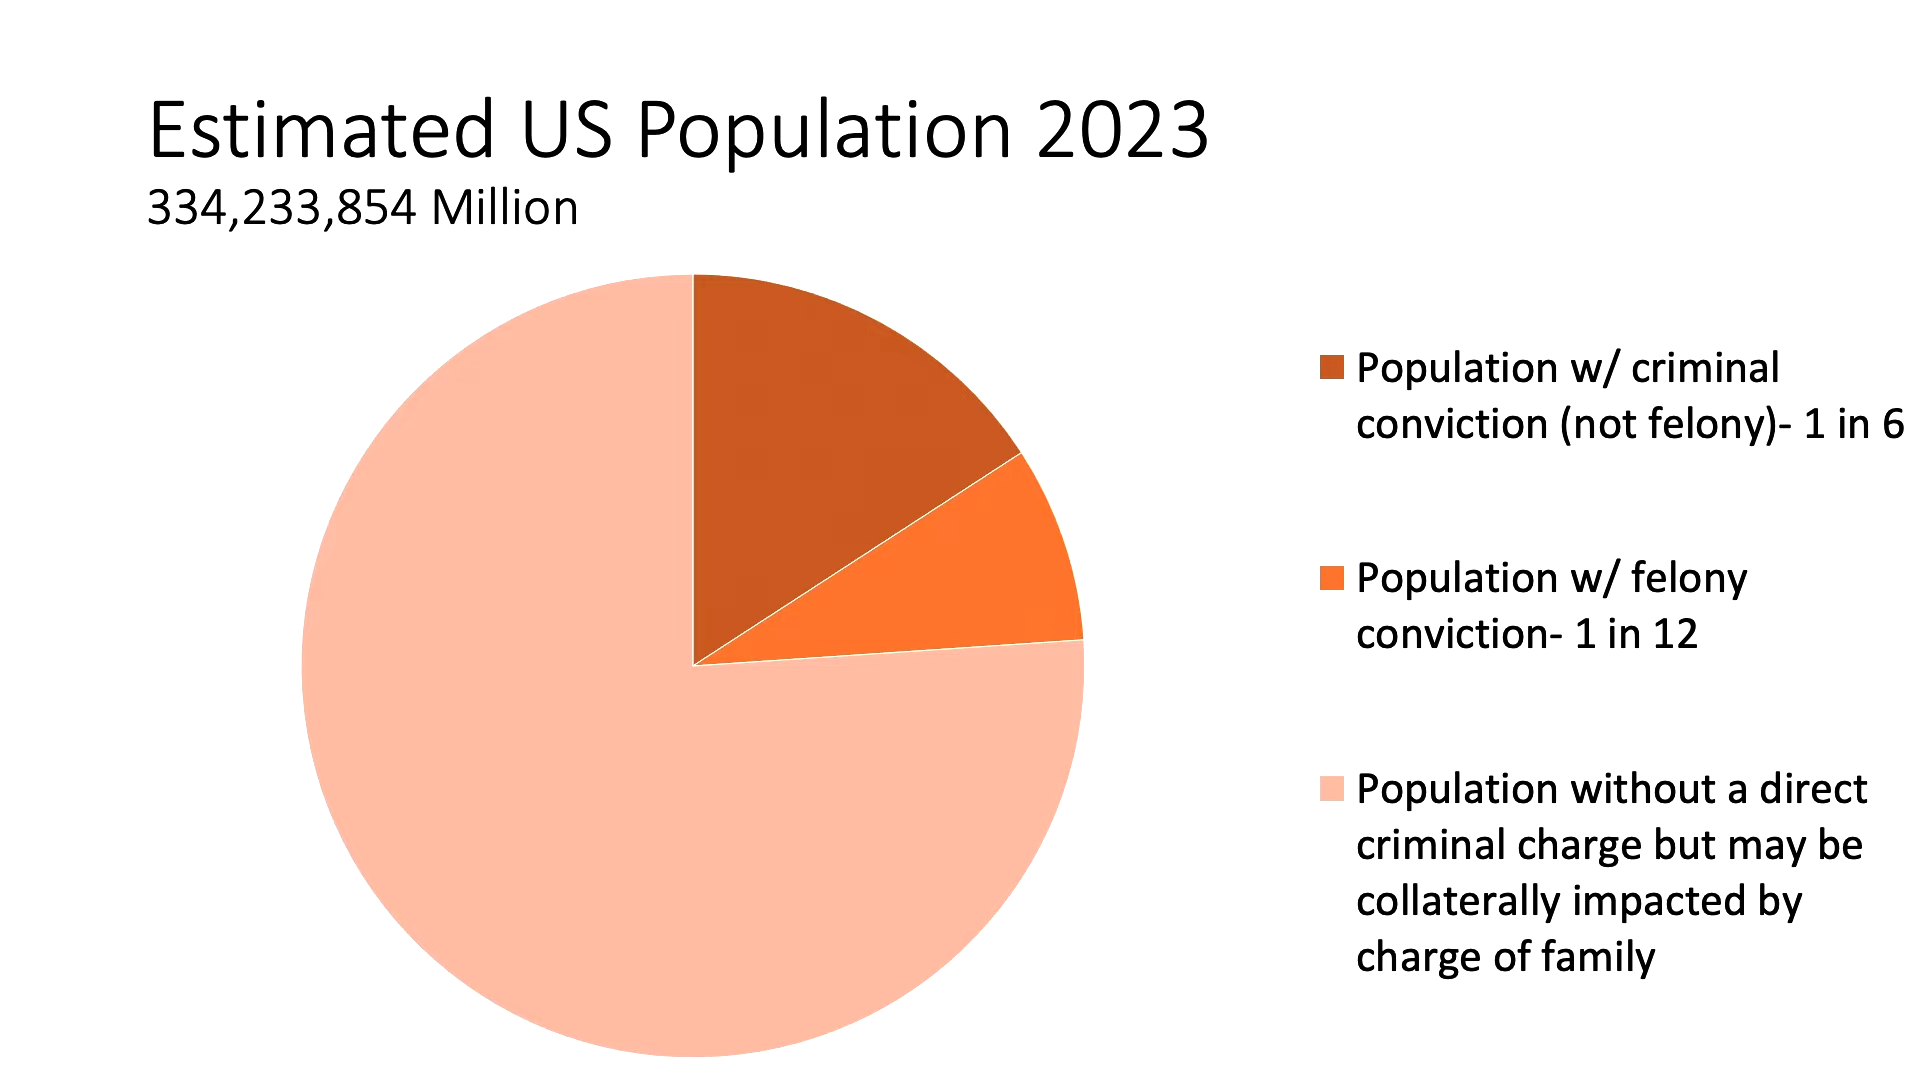 Estimated US Population 2023
334,233,854 Million
Population w/ criminal
conviction (not felony)- 1 in 6
Population w/ felony
conviction- 1 in 12
Population without a direct
criminal charge but may be
collaterally impacted by
charge of family